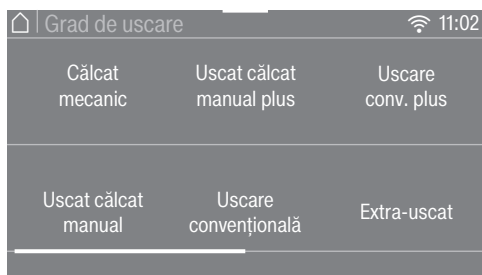 Grad de uscare 11:02
Călcat
mecanic
Uscat călcat
manual plus
Uscare
conv. plus
Uscat călcat
manual
Uscare
convențională
Extra-uscat